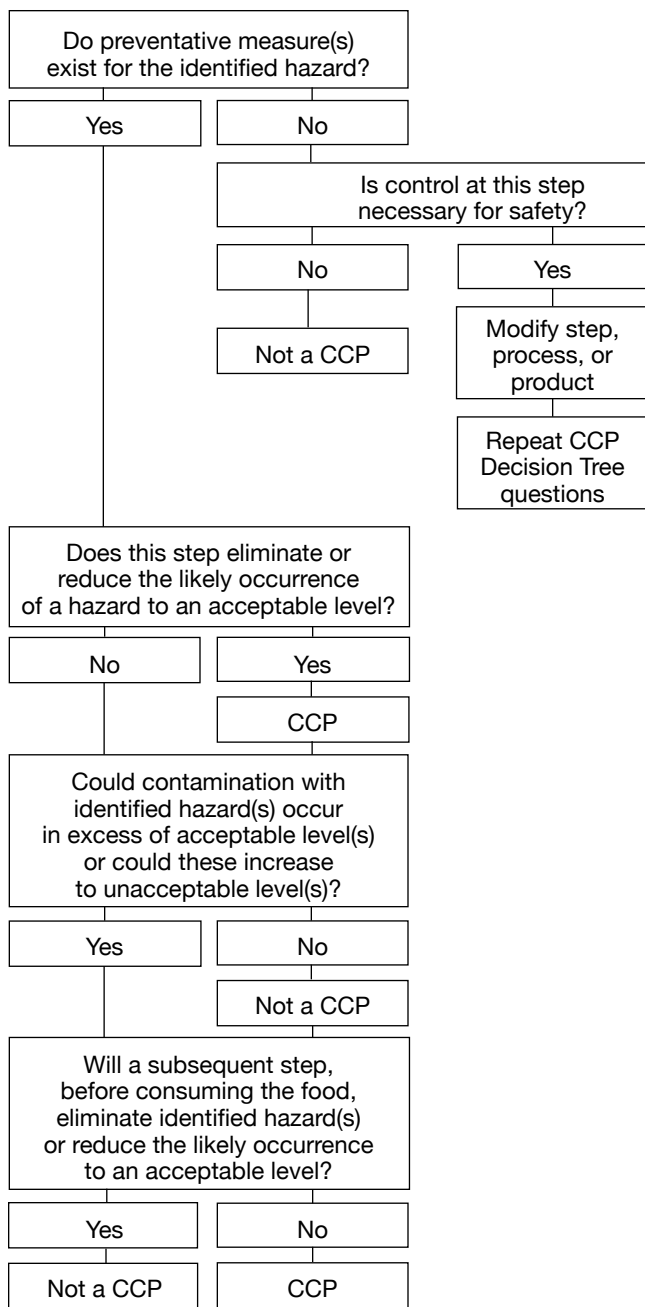 Do preventative measure(s)
exist for the identified hazard?
Yes
No
Is control at this step
necessary for safety?
No
Yes
Not a CCP
Modify step,
process, or
product
Repeat CCP
Decision Tree
questions
Does this step eliminate or
reduce the likely occurrence
of a hazard to an acceptable level?
No
Yes
CCP
Could contamination with
identified hazard(s) occur
in excess of acceptable level(s)
or could these increase
to unacceptable level(s)?
Yes
No
Not a CCP
Will a subsequent step,
before consuming the food,
eliminate identified hazard(s)
or reduce the likely occurrence
to an acceptable level?
Yes
No
Not a CCP
CCP